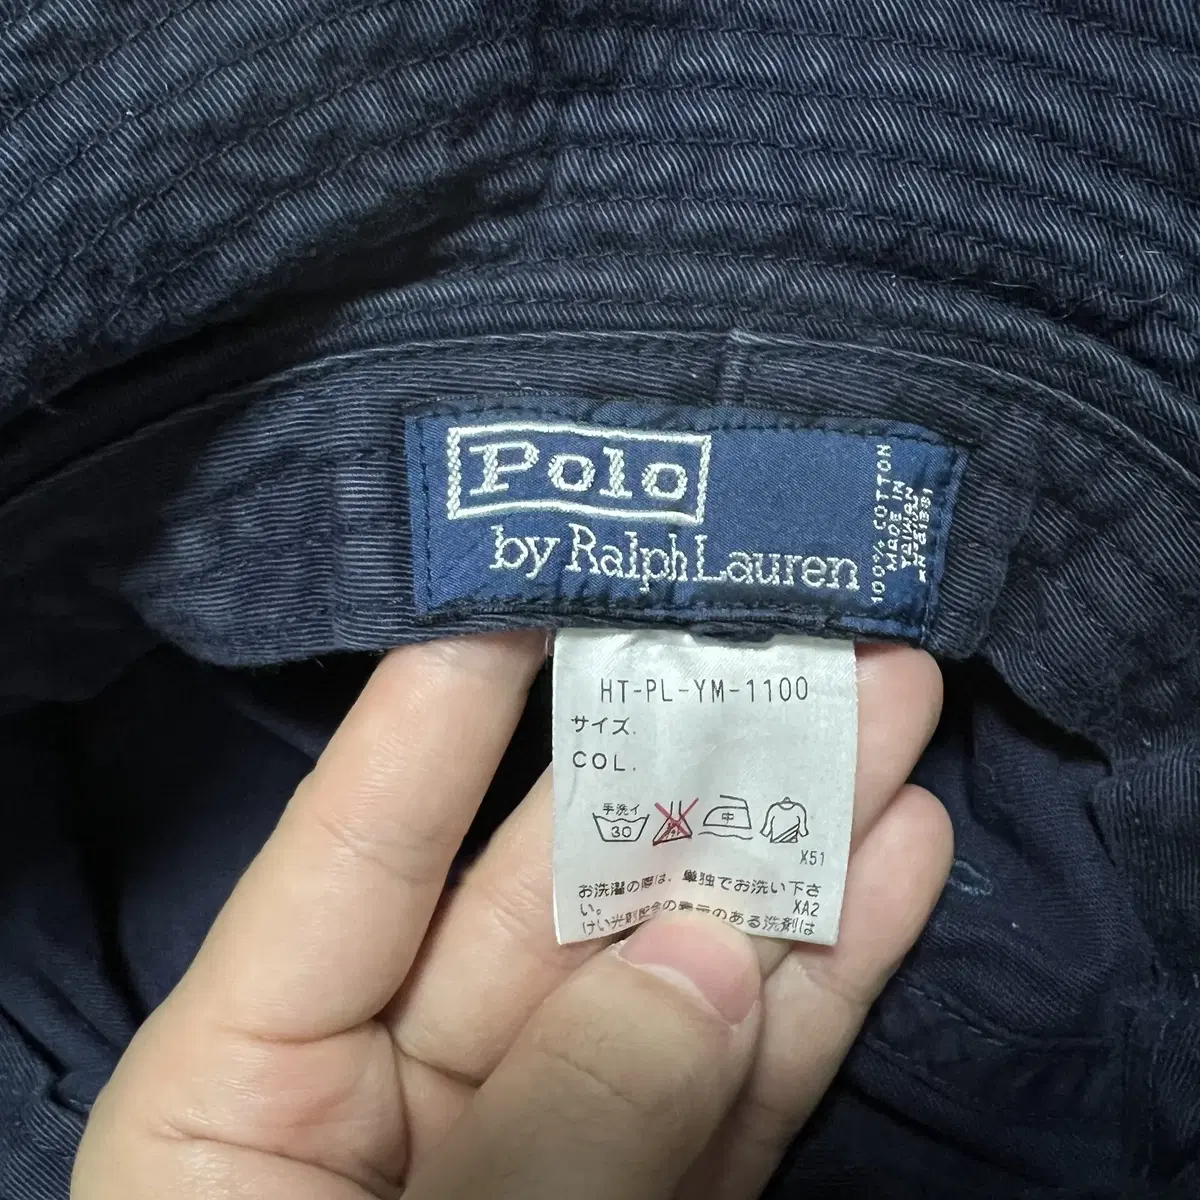 Polo
by Ralph Lauren
100% COTTON
MADE IN
TAIWAN
HT-PL-YM-1100
サイズ.
COL.
手洗イ
30
中
X51
お洗濯の際は、単独でお洗い下さ
い。
XA2
けい光剤配合の表示のある洗剤は